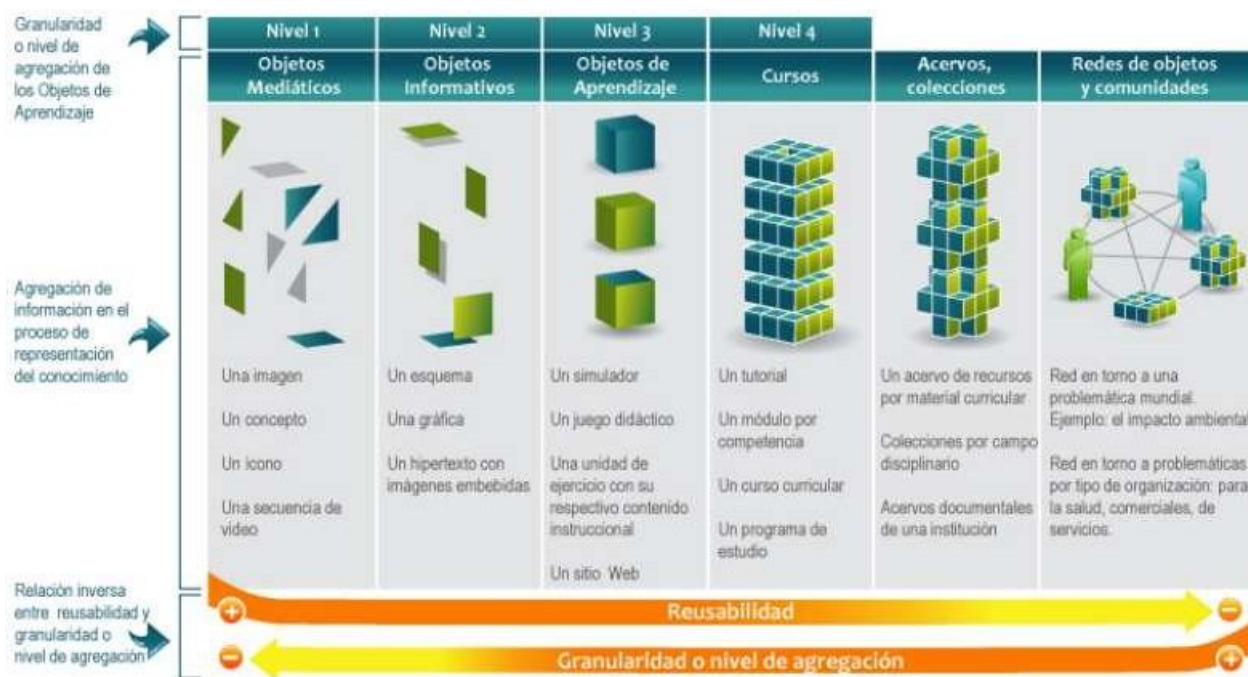 Granularidad
o nivel de
agregación de
los Objetos de
Aprendizaje
Nivel 1
Nivel 2
Nivel 3
Nivel 4
Objetos
Mediáticos
Objetos
Informativos
Objetos de
Aprendizaje
Cursos
Acervos,
colecciones
Redes de objetos
y comunidades
Agregación de
información en el
proceso de
representación
del conocimiento
Una imagen
Un concepto
Un icono
Una secuencia de
video
Un esquema
Una gráfica
Un hipertexto con
imágenes embebidas
Un simulador
Un juego didáctico
Una unidad de
ejercicio con su
respectivo contenido
instruccional
Un sitio Web
Un tutorial
Un módulo por
competencia
Un curso curricular
Un programa de
estudio
Un acervo de recursos
por material curricular
Colecciones por campo
disciplinario
Acervos documentales
de una institución
Red en torno a una
problemática mundial.
Ejemplo: el impacto ambiental
Red en torno a problemáticas
por tipo de organización: para
la salud, comerciales, de
servicios.
Relación inversa
entre reusabilidad y
granularidad o
nivel de agregación
+ Reusabilidad -
- Granularidad o nivel de agregación +